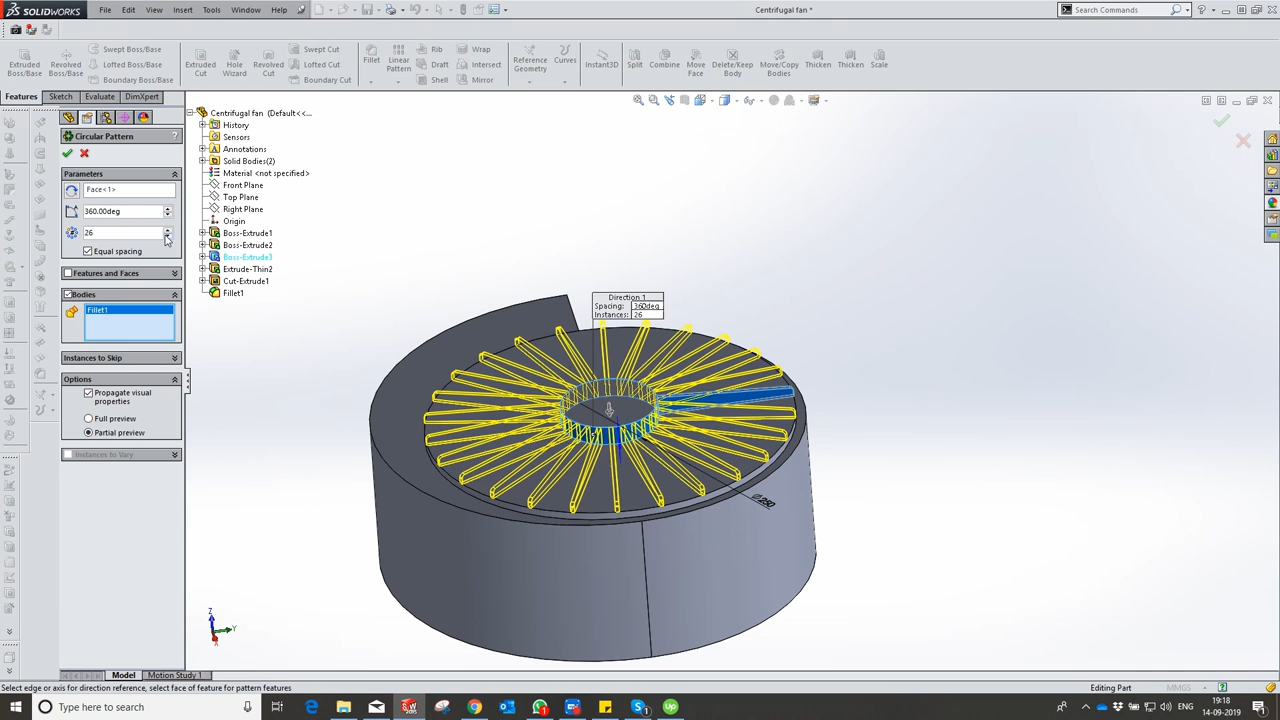 SOLIDWORKS File Edit View Insert Tools Window Help Centrifugal fan * Search Commands
Extruded Boss/Base
Revolved Boss/Base
Swept Boss/Base
Lofted Boss/Base
Boundary Boss/Base
Extruded Cut
Hole Wizard
Revolved Cut
Swept Cut
Lofted Cut
Boundary Cut
Fillet
Linear Pattern
Rib
Draft
Shell
Wrap
Intersect
Mirror
Reference Geometry
Curves
Instant3D
Split
Combine
Move Face
Delete/Keep Body
Move/Copy Bodies
Thicken
Thicken
Scale
Features Sketch Evaluate DimXpert
Circular Pattern ?
Parameters
Face<1>
360.00deg
26
Equal spacing
Features and Faces
Bodies
Fillet1
Instances to Skip
Options
Propagate visual properties
Full preview
Partial preview
Instances to Vary
Centrifugal fan (Default<<...
History
Sensors
Annotations
Solid Bodies(2)
Material <not specified>
Front Plane
Top Plane
Right Plane
Origin
Boss-Extrude1
Boss-Extrude2
Boss-Extrude3
Extrude-Thin2
Cut-Extrude1
Fillet1
Direction 1
Spacing: 360deg
Instances: 26
Z
Y
X
Model Motion Study 1
Select edge or axis for direction reference, select face of feature for pattern features Editing Part MMGS
Type here to search
19:18
14-09-2019